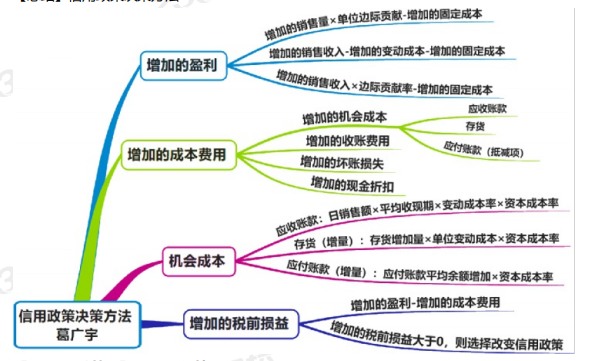 增加的销售量×单位边际贡献-增加的固定成本
增加的盈利
增加的销售收入-增加的变动成本-增加的固定成本
增加的销售收入×边际贡献率-增加的固定成本
增加的成本费用
增加的机会成本
应收账款
存货
应付账款（抵减项）
增加的收账费用
增加的坏账损失
增加的现金折扣
机会成本
应收账款：日销售额×平均收现期×变动成本率×资本成本率
存货（增量）：存货增加量×单位变动成本×资本成本率
应付账款（增量）：应付账款平均余额增加×资本成本率
信用政策决策方法
葛广宇
增加的税前损益
增加的盈利-增加的成本费用
增加的税前损益大于0，则选择改变信用政策